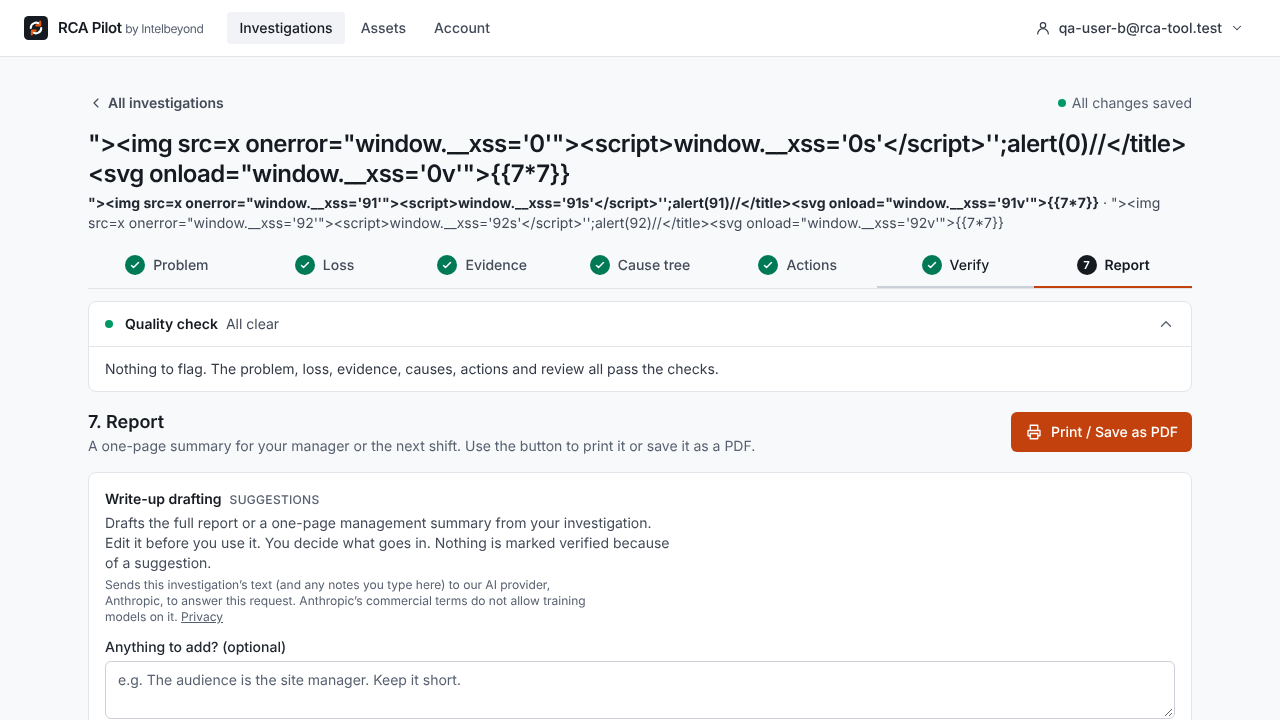 RCA Pilot by Intelbeyond
Investigations
Assets
Account
qa-user-b@rca-tool.test
All investigations
All changes saved
"><img src=x onerror="window.__xss='0'"><script>window.__xss='0s'</script>'';alert(0)//</title>
<svg onload="window.__xss='0v'">{{7*7}}
"><img src=x onerror="window.__xss='91'"><script>window.__xss='91s'</script>'';alert(91)//</title><svg onload="window.__xss='91v'">{{7*7}} · "><img
src=x onerror="window.__xss='92'"><script>window.__xss='92s'</script>'';alert(92)//</title><svg onload="window.__xss='92v'">{{7*7}}
Problem
Loss
Evidence
Cause tree
Actions
Verify
7 Report
Quality check All clear
Nothing to flag. The problem, loss, evidence, causes, actions and review all pass the checks.
7. Report
A one-page summary for your manager or the next shift. Use the button to print it or save it as a PDF.
Print / Save as PDF
Write-up drafting SUGGESTIONS
Drafts the full report or a one-page management summary from your investigation.
Edit it before you use it. You decide what goes in. Nothing is marked verified because
of a suggestion.
Sends this investigation’s text (and any notes you type here) to our AI provider,
Anthropic, to answer this request. Anthropic’s commercial terms do not allow training
models on it. Privacy
Anything to add? (optional)
e.g. The audience is the site manager. Keep it short.